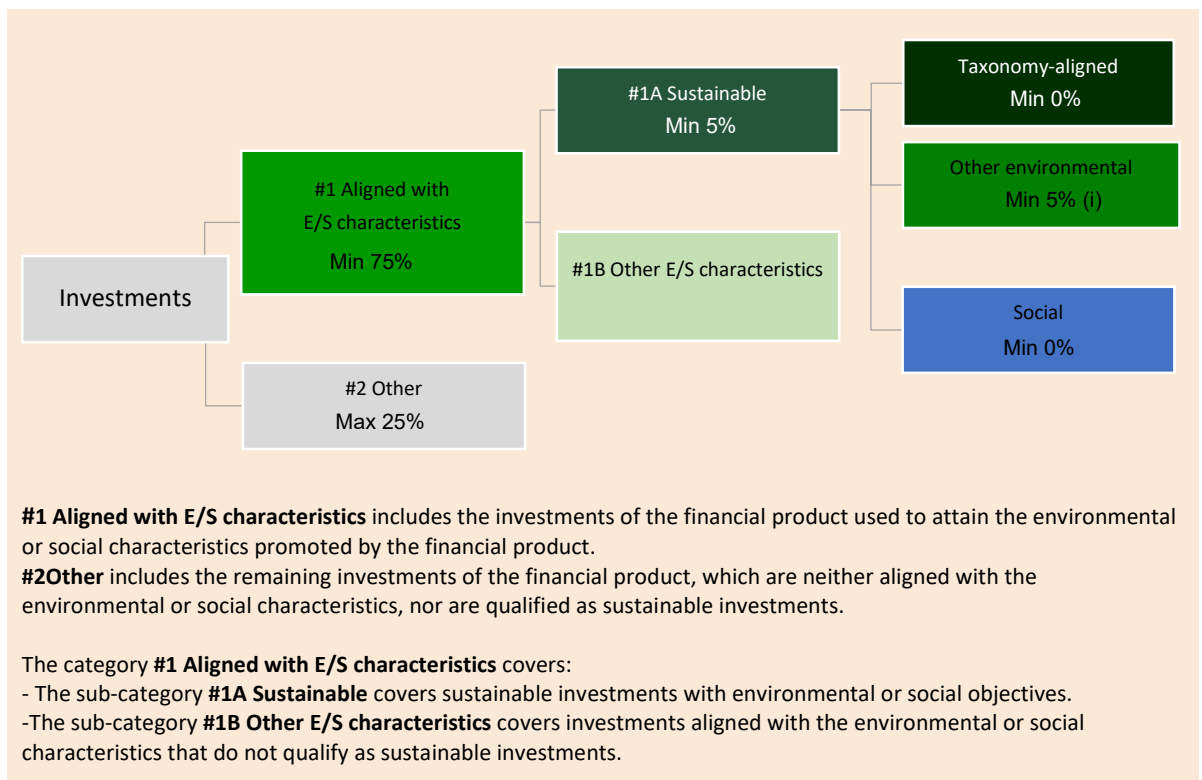 Taxonomy-aligned
Min 0%
#1A Sustainable
Min 5%
Other environmental
Min 5% (i)
#1 Aligned with
E/S characteristics
Min 75%
#1B Other E/S characteristics
Investments
Social
Min 0%
#2 Other
Max 25%
#1 Aligned with E/S characteristics includes the investments of the financial product used to attain the environmental
or social characteristics promoted by the financial product.
#2Other includes the remaining investments of the financial product, which are neither aligned with the
environmental or social characteristics, nor are qualified as sustainable investments.
The category #1 Aligned with E/S characteristics covers:
- The sub-category #1A Sustainable covers sustainable investments with environmental or social objectives.
-The sub-category #1B Other E/S characteristics covers investments aligned with the environmental or social
characteristics that do not qualify as sustainable investments.